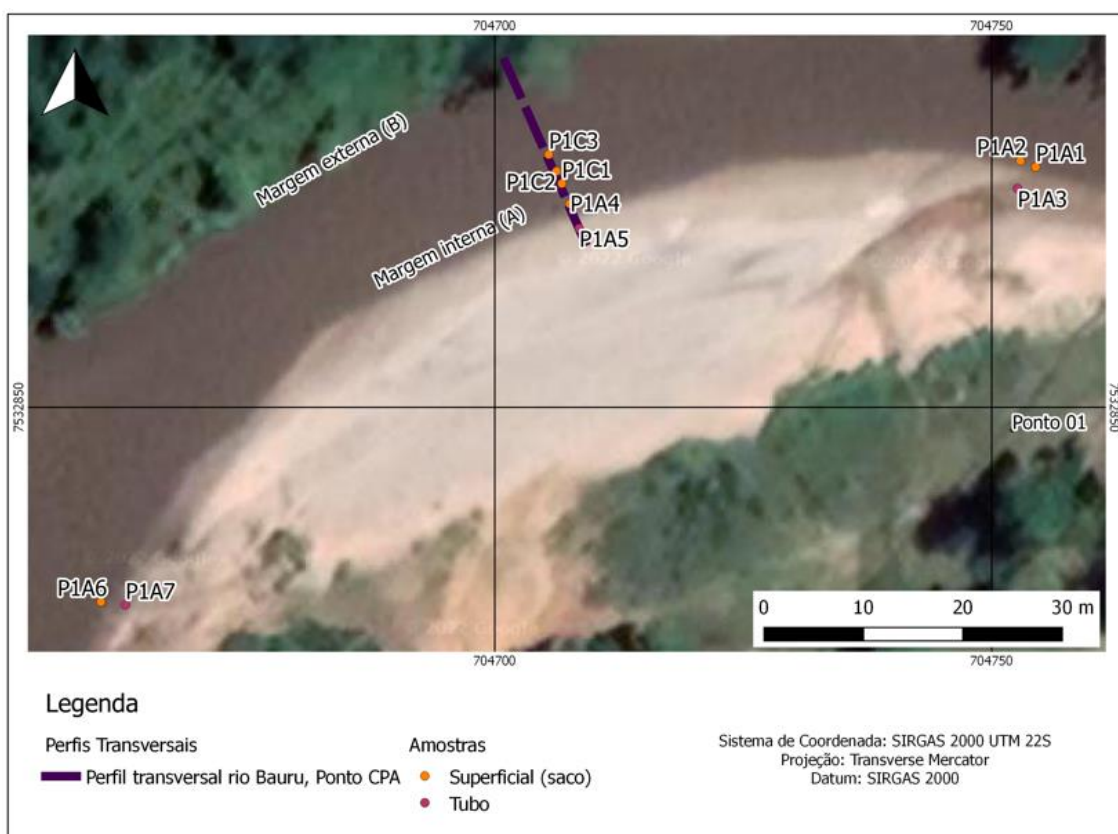 704700
704750
Margem externa (B)
P1C3
P1C2
P1C1
P1A4
P1A5
P1A2
P1A1
P1A3
Margem interna (A)
© 2022 Google
7532850
7532850
Ponto 01
P1A6
P1A7
0 10 20 30 m
704700
704750
Legenda
Perfis Transversais
Perfil transversal rio Bauru, Ponto CPA
Amostras
Superficial (saco)
Tubo
Sistema de Coordenada: SIRGAS 2000 UTM 22S
Projeção: Transverse Mercator
Datum: SIRGAS 2000